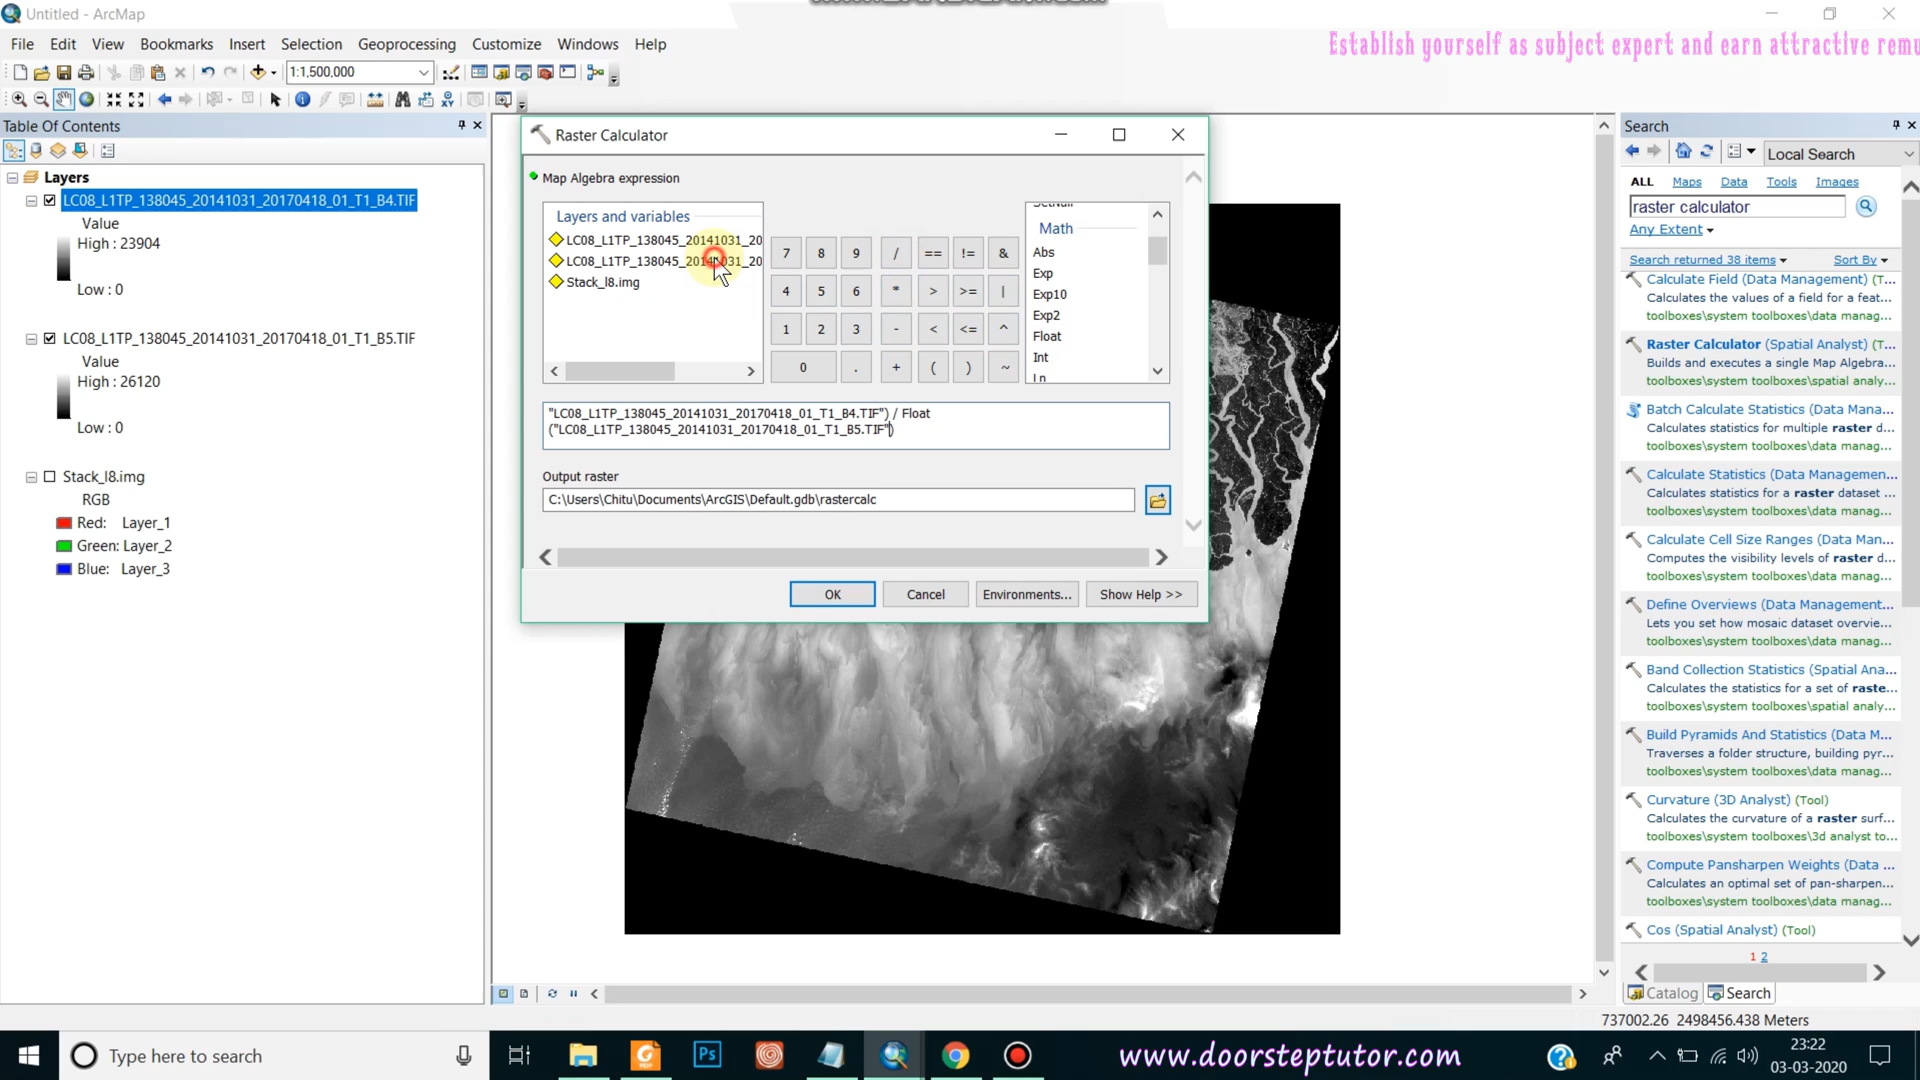 Untitled - ArcMap
Establish yourself as subject expert and earn attractive remu
File Edit View Bookmarks Insert Selection Geoprocessing Customize Windows Help
1:1,500,000
Table Of Contents
Layers
LC08_L1TP_138045_20141031_20170418_01_T1_B4.TIF
Value
High : 23904
Low : 0
LC08_L1TP_138045_20141031_20170418_01_T1_B5.TIF
Value
High : 26120
Low : 0
Stack_l8.img
RGB
Red: Layer_1
Green: Layer_2
Blue: Layer_3
Raster Calculator
Map Algebra expression
Layers and variables
LC08_L1TP_138045_20141031_20
LC08_L1TP_138045_20141031_20
Stack_l8.img
7 8 9 / == != &
4 5 6 * > >= |
1 2 3 - < <= ^
0 . + ( ) ~
SetNull
Math
Abs
Exp
Exp10
Exp2
Float
Int
Ln
"LC08_L1TP_138045_20141031_20170418_01_T1_B4.TIF") / Float
("LC08_L1TP_138045_20141031_20170418_01_T1_B5.TIF")
Output raster
C:\Users\Chitu\Documents\ArcGIS\Default.gdb\rastercalc
OK Cancel Environments... Show Help >>
Search
Local Search
ALL Maps Data Tools Images
raster calculator
Any Extent
Search returned 38 items Sort By
Calculate Field (Data Management) (T...
Calculates the values of a field for a feat...
toolboxes\system toolboxes\data manag...
Raster Calculator (Spatial Analyst) (T...
Builds and executes a single Map Algebra...
toolboxes\system toolboxes\spatial analy...
Batch Calculate Statistics (Data Mana...
Calculates statistics for multiple raster d...
toolboxes\system toolboxes\data manag...
Calculate Statistics (Data Managemen...
Calculates statistics for a raster dataset ...
toolboxes\system toolboxes\data manag...
Calculate Cell Size Ranges (Data Man...
Computes the visibility levels of raster d...
toolboxes\system toolboxes\data manag...
Define Overviews (Data Management...
Lets you set how mosaic dataset overvie...
toolboxes\system toolboxes\data manag...
Band Collection Statistics (Spatial Ana...
Calculates the statistics for a set of raste...
toolboxes\system toolboxes\spatial analy...
Build Pyramids And Statistics (Data M...
Traverses a folder structure, building pyr...
toolboxes\system toolboxes\data manag...
Curvature (3D Analyst) (Tool)
Calculates the curvature of a raster surf...
toolboxes\system toolboxes\3d analyst to...
Compute Pansharpen Weights (Data ...
Calculates an optimal set of pan-sharpen...
toolboxes\system toolboxes\data manag...
Cos (Spatial Analyst) (Tool)
1 2
Catalog Search
737002.26 2498456.438 Meters
Type here to search
Ps
www.doorsteptutor.com
23:22
03-03-2020